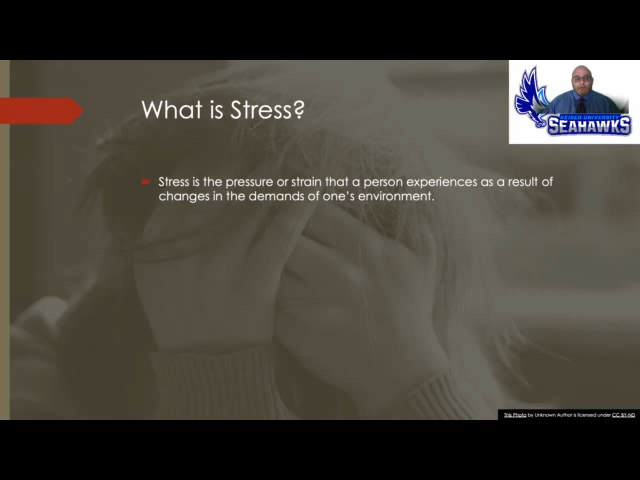 What is Stress?
KEISER UNIVERSITY
SEAHAWKS
Stress is the pressure or strain that a person experiences as a result of
changes in the demands of one's environment.
This Photo by Unknown Author is licensed under CC BY-ND